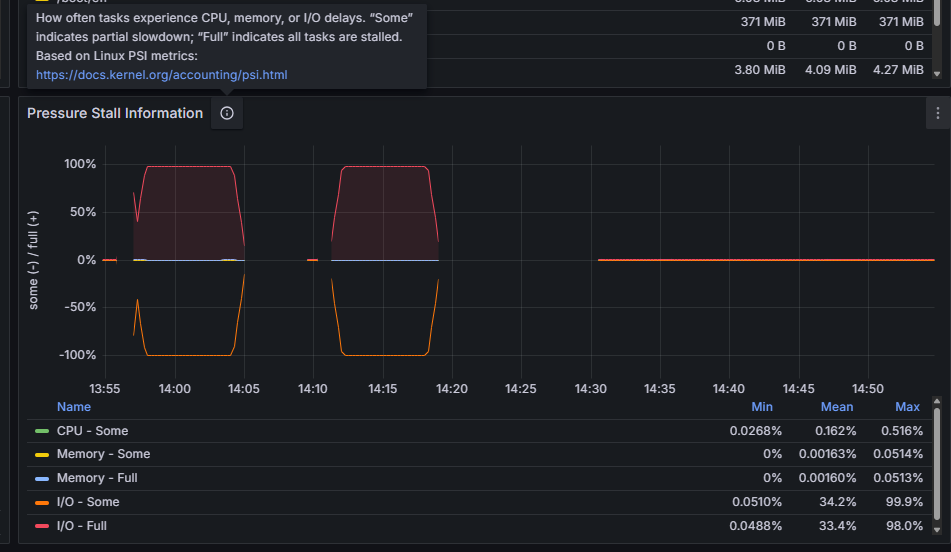 /boot/efi
How often tasks experience CPU, memory, or I/O delays. “Some”
indicates partial slowdown; “Full” indicates all tasks are stalled.
Based on Linux PSI metrics:
https://docs.kernel.org/accounting/psi.html
371 MiB 371 MiB 371 MiB
0 B 0 B
3.80 MiB 4.09 MiB 4.27 MiB
Pressure Stall Information
some (-) / full (+)
100%
50%
0%
-50%
-100%
13:55 14:00 14:05 14:10 14:15 14:20 14:25 14:30 14:35 14:40 14:45 14:50
Name Min Mean Max
CPU - Some 0.0268% 0.162% 0.516%
Memory - Some 0% 0.00163% 0.0514%
Memory - Full 0% 0.00160% 0.0513%
I/O - Some 0.0510% 34.2% 99.9%
I/O - Full 0.0488% 33.4% 98.0%